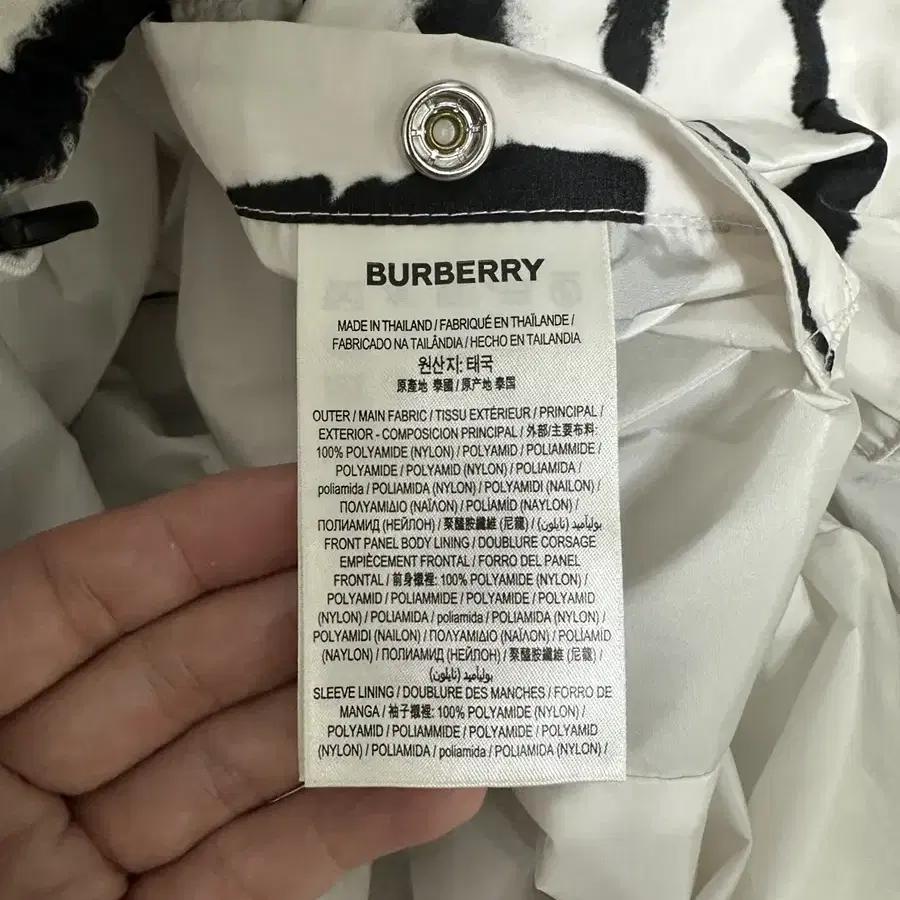 BURBERRY
MADE IN THAILAND / FABRIQUÉ EN THAÏLANDE /
FABRICADO NA TAILÂNDIA / HECHO EN TAILANDIA
원산지: 태국
原產地 泰國 / 原产地 泰国
OUTER / MAIN FABRIC / TISSU EXTÉRIEUR / PRINCIPAL /
EXTERIOR - COMPOSICION PRINCIPAL / 外部/主要布料:
100% POLYAMIDE (NYLON) / POLYAMID / POLIAMMIDE /
POLYAMIDE / POLYAMID (NYLON) / POLIAMIDA /
poliamida / POLIAMIDA (NYLON) / POLYAMIDI (NAILON) /
ΠΟΛΥΑΜΙΔΙΟ (ΝΑΪΛΟΝ) / POLÍAMÍÐ (NAYLON) /
ПОЛИАМИД (НЕЙЛОН) / 聚醯胺纖維 (尼龍) / بولياميد (نايلون)
FRONT PANEL BODY LINING / DOUBLURE CORSAGE
EMPIÈCEMENT FRONTAL / FORRO DEL PANEL
FRONTAL / 前身襯裡: 100% POLYAMIDE (NYLON) /
POLYAMID / POLIAMMIDE / POLYAMIDE / POLYAMID
(NYLON) / POLIAMIDA / poliamida / POLIAMIDA (NYLON) /
POLYAMIDI (NAILON) / ΠΟΛΥΑΜΙΔΙΟ (ΝΑΪΛΟΝ) / POLÍAMÍÐ
(NAYLON) / ПОЛИАМИД (НЕЙЛОН) / 聚醯胺纖維 (尼龍) /
بولياميد (نايلون)
SLEEVE LINING / DOUBLURE DES MANCHES / FORRO DE
MANGA / 袖子襯裡: 100% POLYAMIDE (NYLON) /
POLYAMID / POLIAMMIDE / POLYAMIDE / POLYAMID
(NYLON) / POLIAMIDA / poliamida / POLIAMIDA (NYLON) /